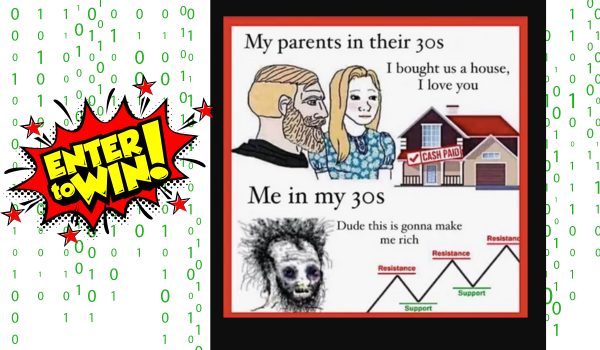 ENTER
to WIN!
My parents in their 30s
I bought us a house,
I love you
CASH PAID
Me in my 30s
Dude this is gonna make
me rich
Resistance
Resistance
Resistanc
Support
Support